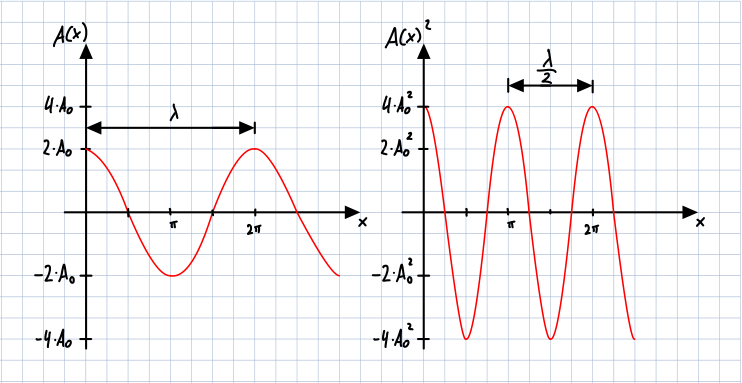 A(x)
4·A₀
λ
2·A₀
π
2π
x
-2·A₀
-4·A₀
A(x)²
λ/2
4·A₀²
2·A₀²
π
2π
x
-2·A₀²
-4·A₀²